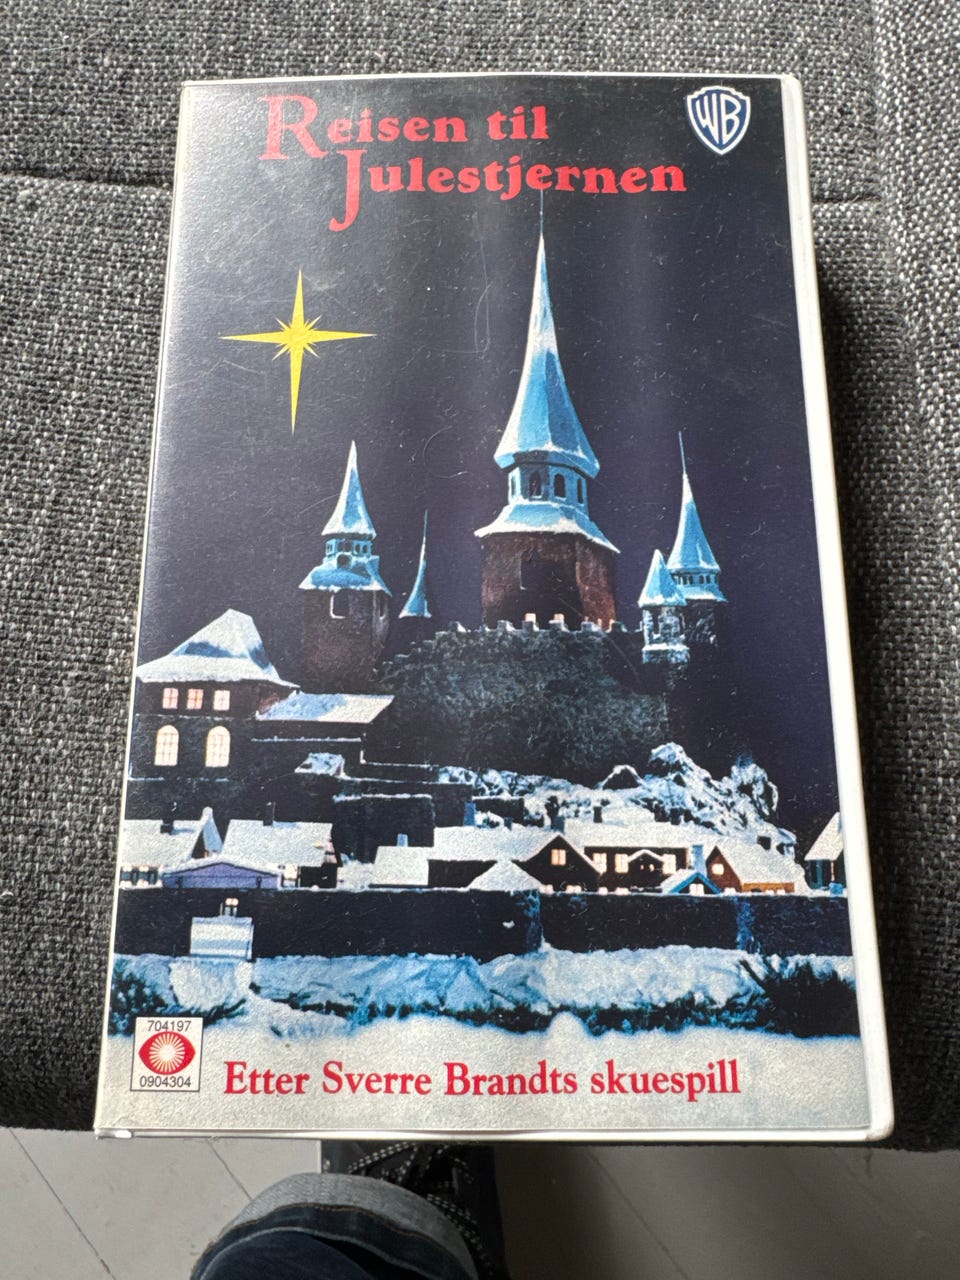 Reisen til
Julestjernen
WB
704197
0904304
Etter Sverre Brandts skuespill